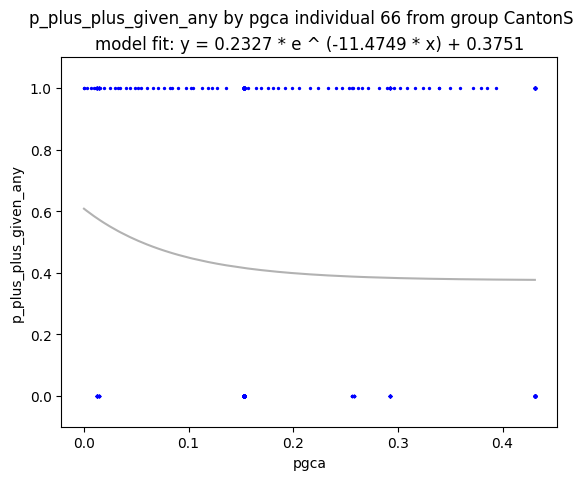 p_plus_plus_given_any by pgca individual 66 from group CantonS
model fit: y = 0.2327 * e ^ (-11.4749 * x) + 0.3751
1.0
0.8
0.6
0.4
0.2
0.0
p_plus_plus_given_any
0.0 0.1 0.2 0.3 0.4
pgca